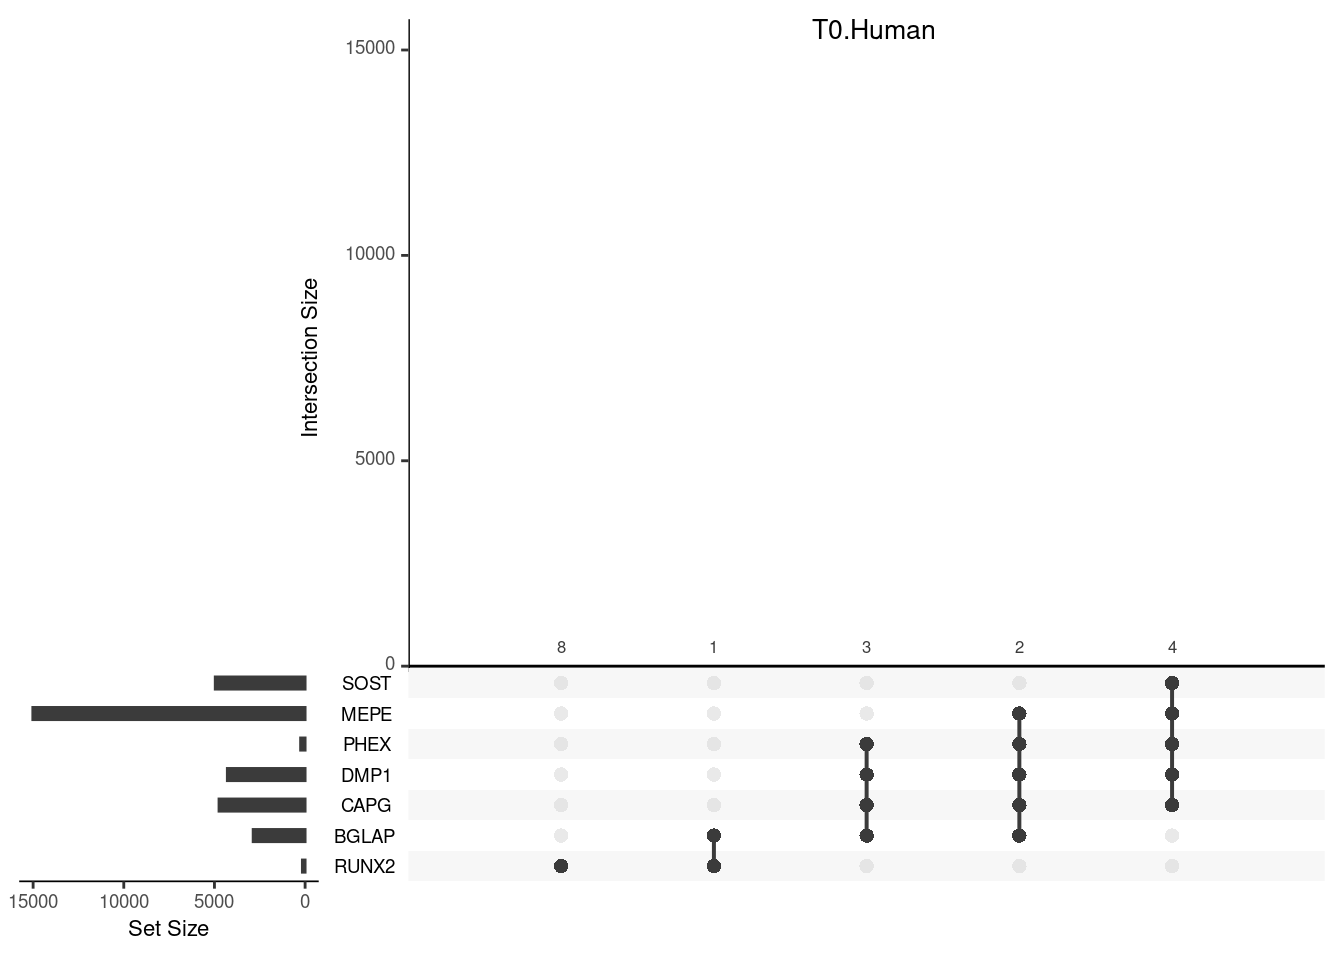 T0.Human
15000
10000
5000
0
Intersection Size
8 1 3 2 4
SOST
MEPE
PHEX
DMP1
CAPG
BGLAP
RUNX2
15000 10000 5000 0
Set Size